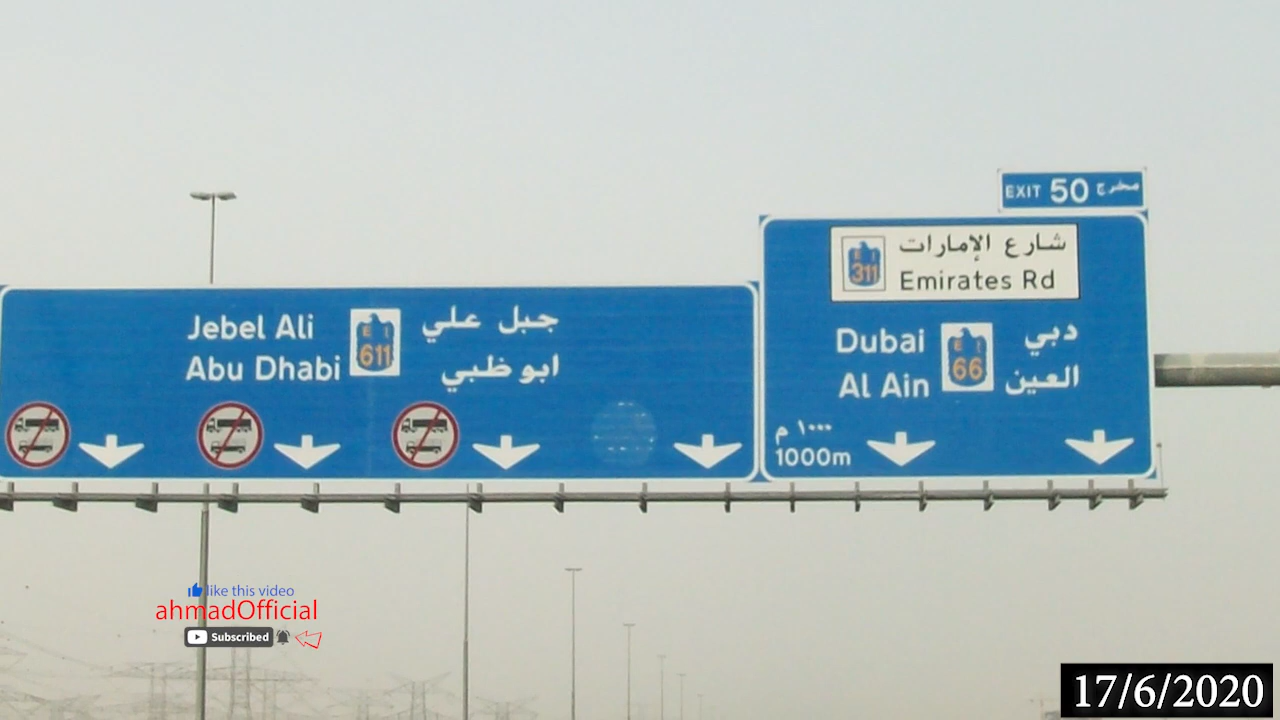 EXIT 50 مخرج
شارع الإمارات
E 311
Emirates Rd
Jebel Ali
Abu Dhabi
E 611
جبل علي
ابو ظبي
Dubai
Al Ain
E 66
دبي
العين
١٠٠٠ م
1000m
like this video
ahmadOfficial
Subscribed
17/6/2020